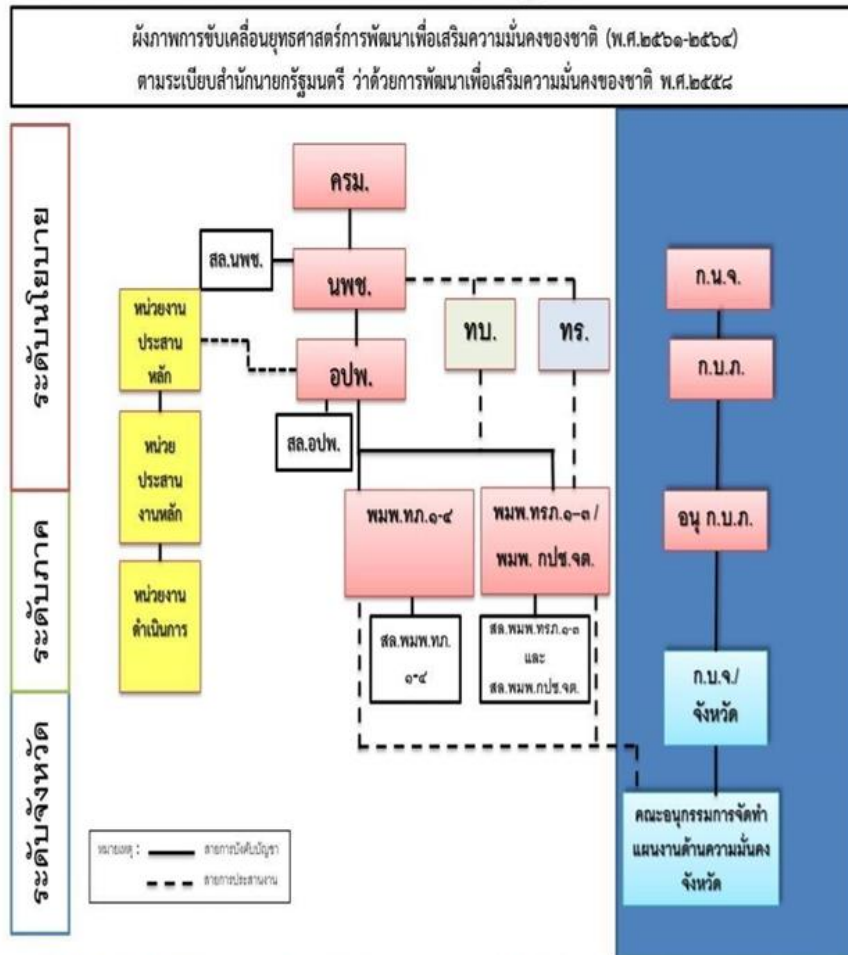 ผังภาพการขับเคลื่อนยุทธศาสตร์การพัฒนาเพื่อเสริมความมั่นคงของชาติ (พ.ศ.๒๕๖๑-๒๕๖๔)
ตามระเบียบสำนักนายกรัฐมนตรี ว่าด้วยการพัฒนาเพื่อเสริมความมั่นคงของชาติ พ.ศ.๒๕๕๘
ระดับนโยบาย
ครม.
สล.นพช.
นพช.
ก.น.จ.
หน่วยงาน
ประสาน
หลัก
ทบ.
ทร.
อปพ.
ก.บ.ภ.
สล.อปพ.
หน่วย
ประสาน
งานหลัก
ระดับภาค
พมพ.ทภ.๑-๔
พมพ.ทรภ.๑-๓ /
พมพ. กปช.จต.
อนุ ก.บ.ภ.
หน่วยงาน
ดำเนินการ
สล.พมพ.ทภ.
๑-๔
สล.พมพ.ทรภ.๑-๓
และ
สล.พมพ.กปช.จต.
ก.บ.จ./
จังหวัด
ระดับจังหวัด
คณะอนุกรรมการจัดทำ
แผนงานด้านความมั่นคง
จังหวัด
หมายเหตุ : สายการบังคับบัญชา
สายการประสานงาน